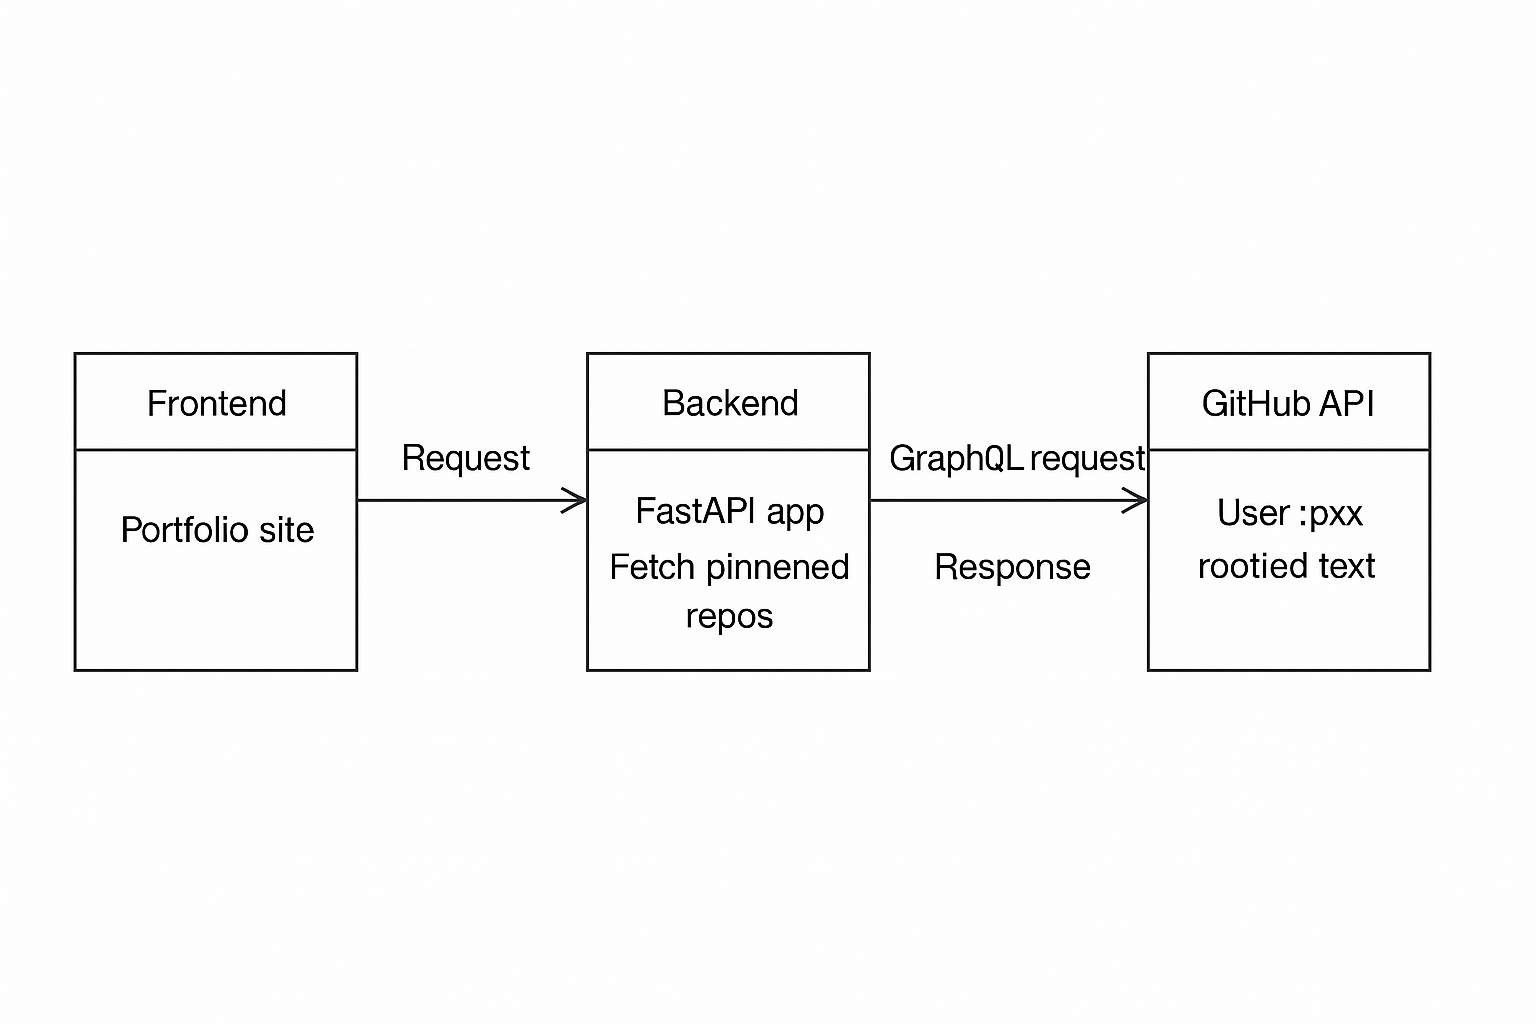 Frontend
Portfolio site
Request
Backend
FastAPI app
Fetch pinnened
repos
GraphQL request
Response
GitHub API
User :pxx
rootied text